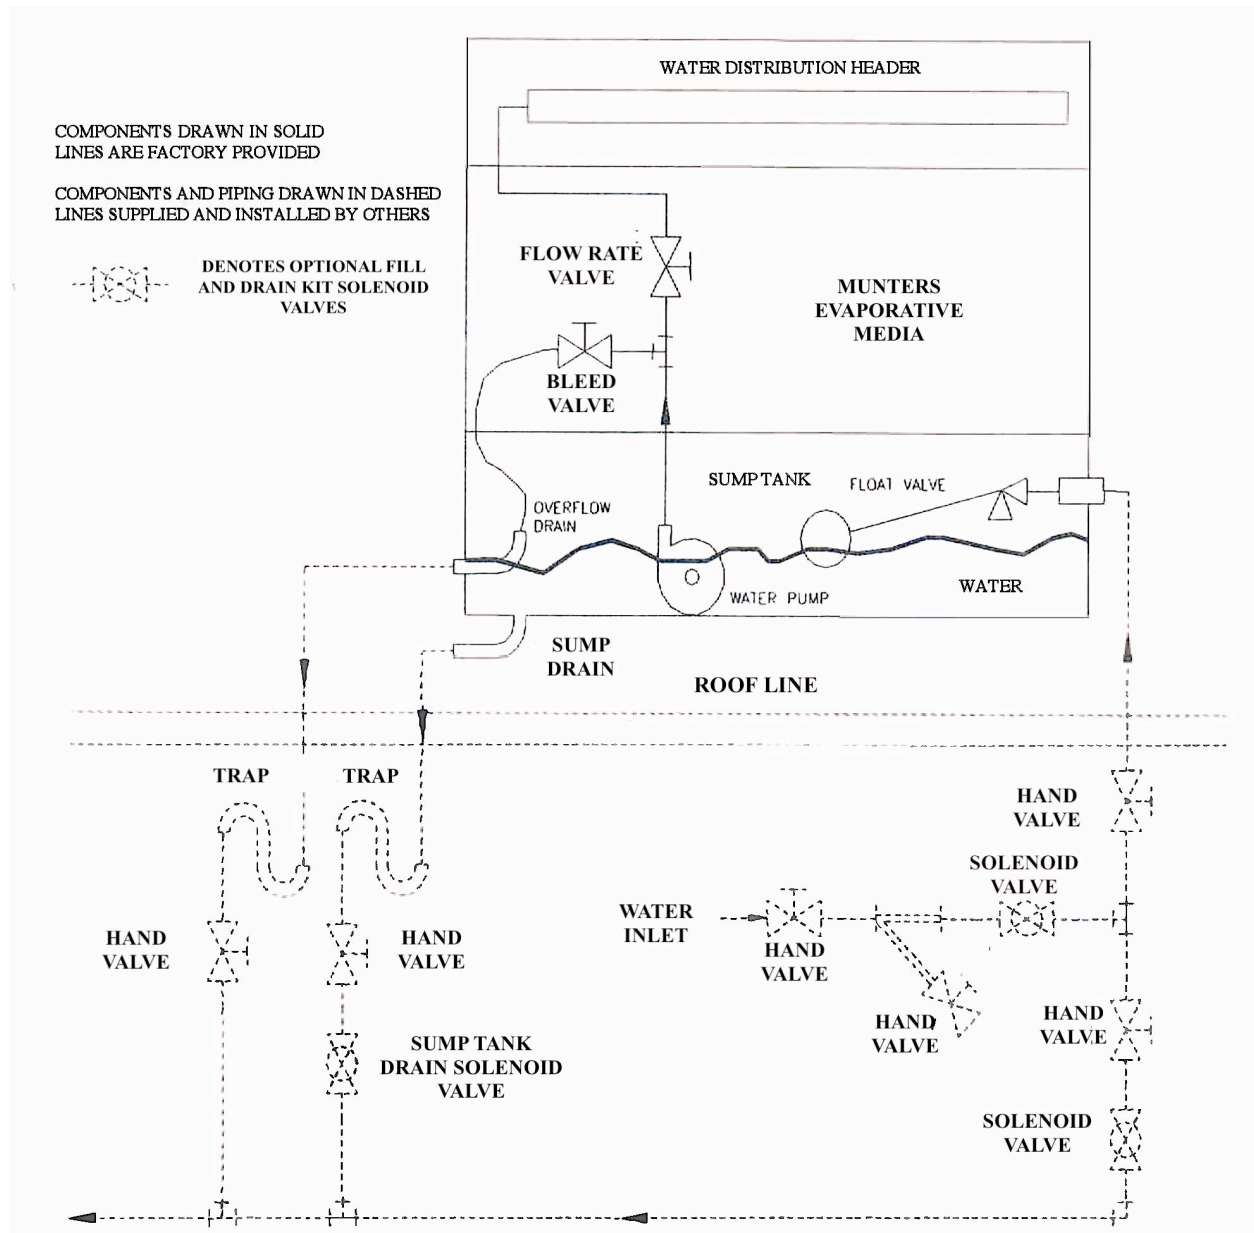 WATER DISTRIBUTION HEADER
COMPONENTS DRAWN IN SOLID
LINES ARE FACTORY PROVIDED
COMPONENTS AND PIPING DRAWN IN DASHED
LINES SUPPLIED AND INSTALLED BY OTHERS
DENOTES OPTIONAL FILL
AND DRAIN KIT SOLENOID
VALVES
FLOW RATE
VALVE
MUNTERS
EVAPORATIVE
MEDIA
BLEED
VALVE
SUMP TANK
FLOAT VALVE
OVERFLOW
DRAIN
WATER
WATER PUMP
SUMP
DRAIN
ROOF LINE
TRAP
TRAP
HAND
VALVE
SOLENOID
VALVE
WATER
INLET
HAND
VALVE
HAND
VALVE
HAND
VALVE
HAND
VALVE
HAND
VALVE
SUMP TANK
DRAIN SOLENOID
VALVE
SOLENOID
VALVE